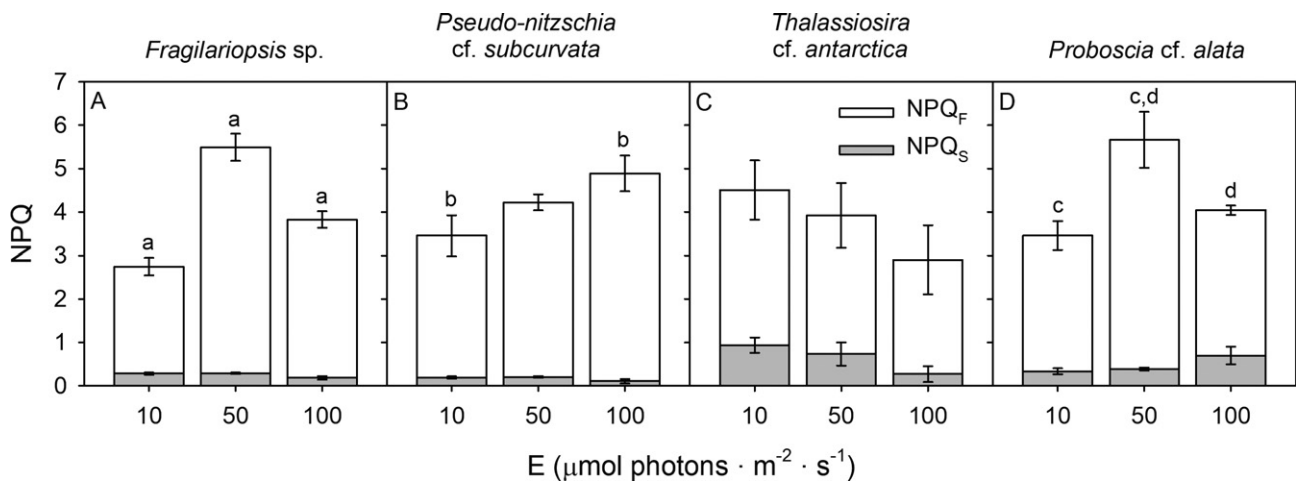 Fragilariopsis sp.
Pseudo-nitzschia
cf. subcurvata
Thalassiosira
cf. antarctica
Proboscia cf. alata
NPQ
7
6
5
4
3
2
1
0
A
a
a
a
10
50
100
B
b
b
10
50
100
C
NPQF
NPQS
10
50
100
D
c
c,d
d
10
50
100
E (μmol photons · m⁻² · s⁻¹)